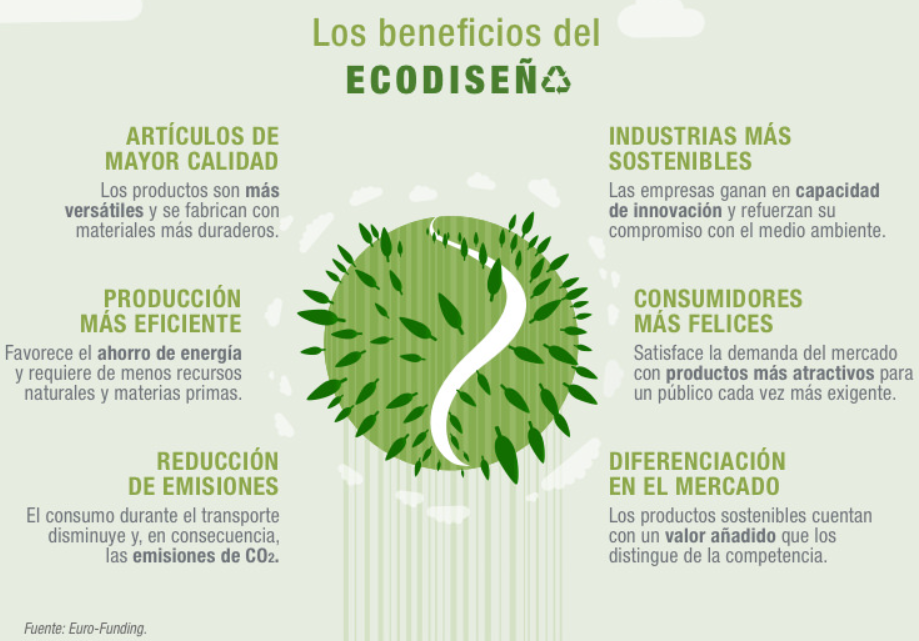 Los beneficios del
ECODISEÑ♻
ARTÍCULOS DE
MAYOR CALIDAD
Los productos son más
versátiles y se fabrican con
materiales más duraderos.
PRODUCCIÓN
MÁS EFICIENTE
Favorece el ahorro de energía
y requiere de menos recursos
naturales y materias primas.
REDUCCIÓN
DE EMISIONES
El consumo durante el transporte
disminuye y, en consecuencia,
las emisiones de CO₂.
INDUSTRIAS MÁS
SOSTENIBLES
Las empresas ganan en capacidad
de innovación y refuerzan su
compromiso con el medio ambiente.
CONSUMIDORES
MÁS FELICES
Satisface la demanda del mercado
con productos más atractivos para
un público cada vez más exigente.
DIFERENCIACIÓN
EN EL MERCADO
Los productos sostenibles cuentan
con un valor añadido que los
distingue de la competencia.
Fuente: Euro-Funding.